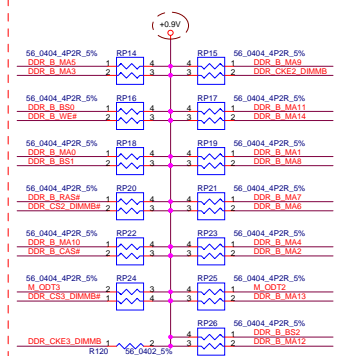 +0.9V
56_0404_4P2R_5% RP14 RP15 56_0404_4P2R_5%
DDR_B_MA5 1 4 4 1 DDR_B_MA9
DDR_B_MA3 2 3 3 2 DDR_CKE2_DIMMB
56_0404_4P2R_5% RP16 RP17 56_0404_4P2R_5%
DDR_B_BS0 1 4 4 1 DDR_B_MA11
DDR_B_WE# 2 3 3 2 DDR_B_MA14
56_0404_4P2R_5% RP18 RP19 56_0404_4P2R_5%
DDR_B_MA0 1 4 4 1 DDR_B_MA1
DDR_B_BS1 2 3 3 2 DDR_B_MA8
56_0404_4P2R_5% RP20 RP21 56_0404_4P2R_5%
DDR_B_RAS# 1 4 4 1 DDR_B_MA7
DDR_CS2_DIMMB# 2 3 3 2 DDR_B_MA6
56_0404_4P2R_5% RP22 RP23 56_0404_4P2R_5%
DDR_B_MA10 1 4 4 1 DDR_B_MA4
DDR_B_CAS# 2 3 3 2 DDR_B_MA2
56_0404_4P2R_5% RP24 RP25 56_0404_4P2R_5%
M_ODT3 1 4 4 1 M_ODT2
DDR_CS3_DIMMB# 2 3 3 2 DDR_B_MA13
RP26 56_0404_4P2R_5%
4 1 DDR_B_BS2
DDR_CKE3_DIMMB 1 2 3 2 DDR_B_MA12
R120 56_0402_5%